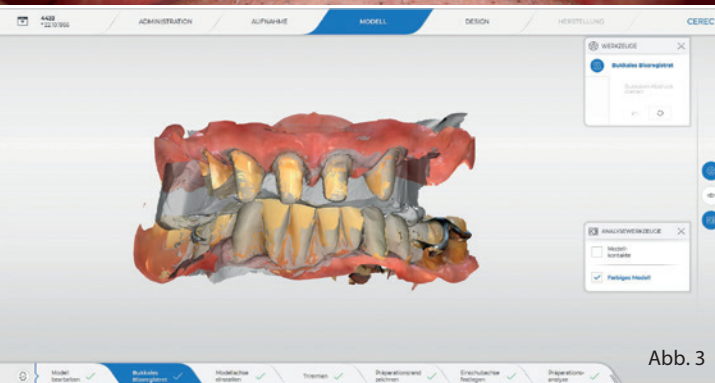 ADMINISTRATION
AUFNAHME
MODELL
DESIGN
HERSTELLUNG
CEREC
WERKZEUGE
Bukkales Bissregistrat
ANALYSEWERKZEUGE
Modell-
kontakte
Farbiges Modell
Abb. 3
Model
bearbeiten
Bukkales
Bissregistrat
Modellachse
einstellen
Trimmen
Präparationsrand
zeichnen
Einschubachse
festlegen
Präparations-
analyse